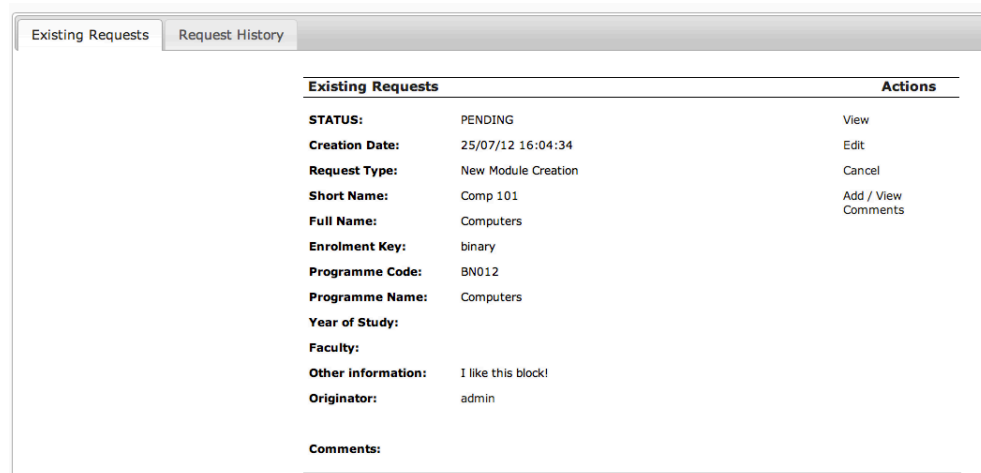 Existing Requests Request History
Existing Requests Actions
STATUS: PENDING View
Creation Date: 25/07/12 16:04:34 Edit
Request Type: New Module Creation Cancel
Short Name: Comp 101 Add / View
Comments
Full Name: Computers
Enrolment Key: binary
Programme Code: BN012
Programme Name: Computers
Year of Study:
Faculty:
Other information: I like this block!
Originator: admin
Comments: